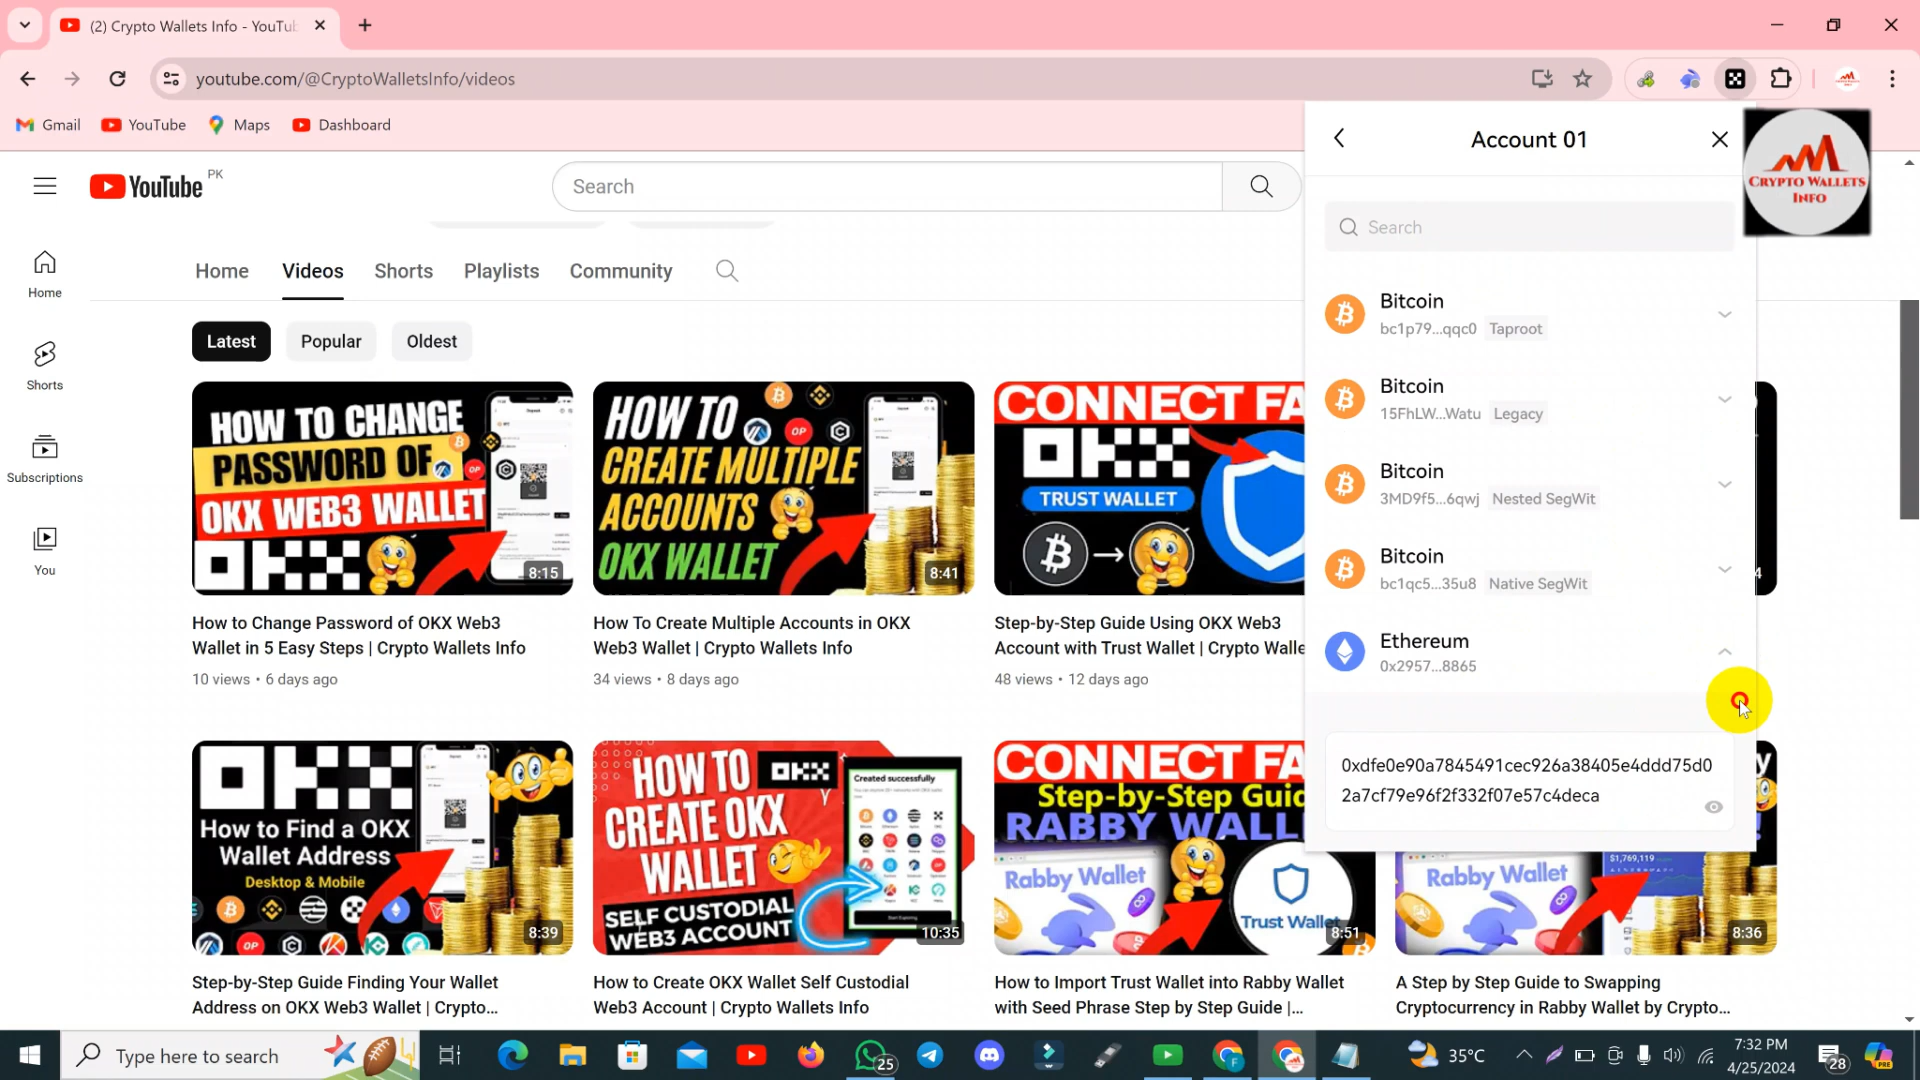 (2) Crypto Wallets Info - YouTub
youtube.com/@CryptoWalletsInfo/videos
Gmail
YouTube
Maps
Dashboard
YouTube PK
Search
Home
Shorts
Subscriptions
You
Home
Videos
Shorts
Playlists
Community
Latest
Popular
Oldest
HOW TO CHANGE
PASSWORD OF
OKX WEB3 WALLET
8:15
How to Change Password of OKX Web3
Wallet in 5 Easy Steps | Crypto Wallets Info
10 views • 6 days ago
HOW TO
CREATE MULTIPLE
ACCOUNTS
OKX WALLET
8:41
How To Create Multiple Accounts in OKX
Web3 Wallet | Crypto Wallets Info
34 views • 8 days ago
CONNECT FA
TRUST WALLET
Step-by-Step Guide Using OKX Web3
Account with Trust Wallet | Crypto Walle
48 views • 12 days ago
How to Find a OKX
Wallet Address
Desktop & Mobile
8:39
Step-by-Step Guide Finding Your Wallet
Address on OKX Web3 Wallet | Crypto...
HOW TO
CREATE OKX
WALLET
SELF CUSTODIAL
WEB3 ACCOUNT
Created successfully
10:35
How to Create OKX Wallet Self Custodial
Web3 Account | Crypto Wallets Info
CONNECT FA
Step-by-Step Guid
RABBY WALL
Rabby Wallet
Trust Wallet
8:51
How to Import Trust Wallet into Rabby Wallet
with Seed Phrase Step by Step Guide |...
Rabby Wallet
$1,769,119
8:36
A Step by Step Guide to Swapping
Cryptocurrency in Rabby Wallet by Crypto...
Account 01
Search
Bitcoin
bc1p79...qqc0 Taproot
Bitcoin
15FhLW...Watu Legacy
Bitcoin
3MD9f5...6qwj Nested SegWit
Bitcoin
bc1qc5...35u8 Native SegWit
Ethereum
0x2957...8865
0xdfe0e90a7845491cec926a38405e4ddd75d0
2a7cf79e96f2f332f07e57c4deca
CRYPTO WALLETS
INFO
Type here to search
25
35°C
7:32 PM
4/25/2024
28